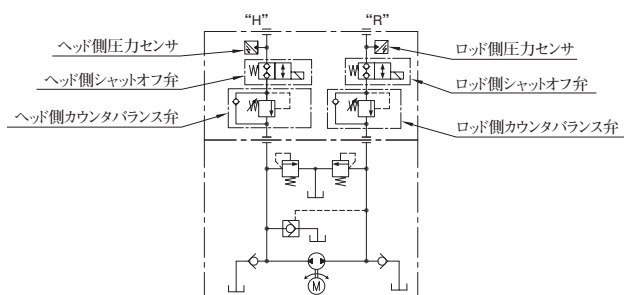 “H”
“R”
ヘッド側圧力センサ
ロッド側圧力センサ
ヘッド側シャットオフ弁
ロッド側シャットオフ弁
ヘッド側カウンタバランス弁
ロッド側カウンタバランス弁
M